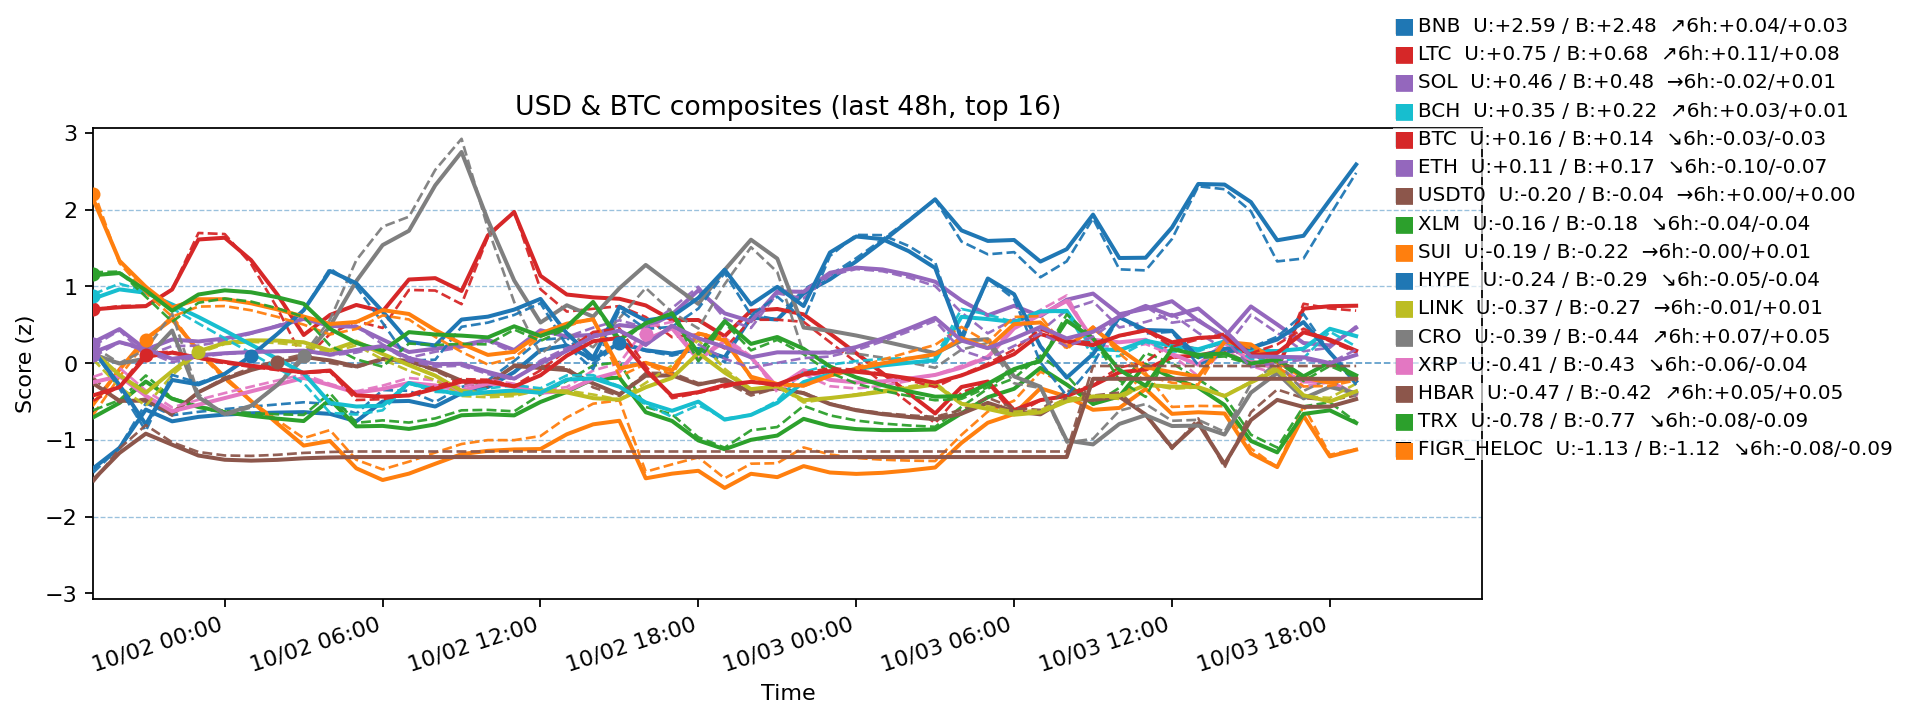 USD & BTC composites (last 48h, top 16)
BNB  U:+2.59 / B:+2.48  ↗6h:+0.04/+0.03
LTC  U:+0.75 / B:+0.68  ↗6h:+0.11/+0.08
SOL  U:+0.46 / B:+0.48  →6h:-0.02/+0.01
BCH  U:+0.35 / B:+0.22  ↗6h:+0.03/+0.01
BTC  U:+0.16 / B:+0.14  ↘6h:-0.03/-0.03
ETH  U:+0.11 / B:+0.17  ↘6h:-0.10/-0.07
USDT0  U:-0.20 / B:-0.04  →6h:+0.00/+0.00
XLM  U:-0.16 / B:-0.18  ↘6h:-0.04/-0.04
SUI  U:-0.19 / B:-0.22  →6h:-0.00/+0.01
HYPE  U:-0.24 / B:-0.29  ↘6h:-0.05/-0.04
LINK  U:-0.37 / B:-0.27  →6h:-0.01/+0.01
CRO  U:-0.39 / B:-0.44  ↗6h:+0.07/+0.05
XRP  U:-0.41 / B:-0.43  ↘6h:-0.06/-0.04
HBAR  U:-0.47 / B:-0.42  ↗6h:+0.05/+0.05
TRX  U:-0.78 / B:-0.77  ↘6h:-0.08/-0.09
FIGR_HELOC  U:-1.13 / B:-1.12  ↘6h:-0.08/-0.09
Score (z)
3
2
1
0
−1
−2
−3
10/02 00:00
10/02 06:00
10/02 12:00
10/02 18:00
10/03 00:00
10/03 06:00
10/03 12:00
10/03 18:00
Time